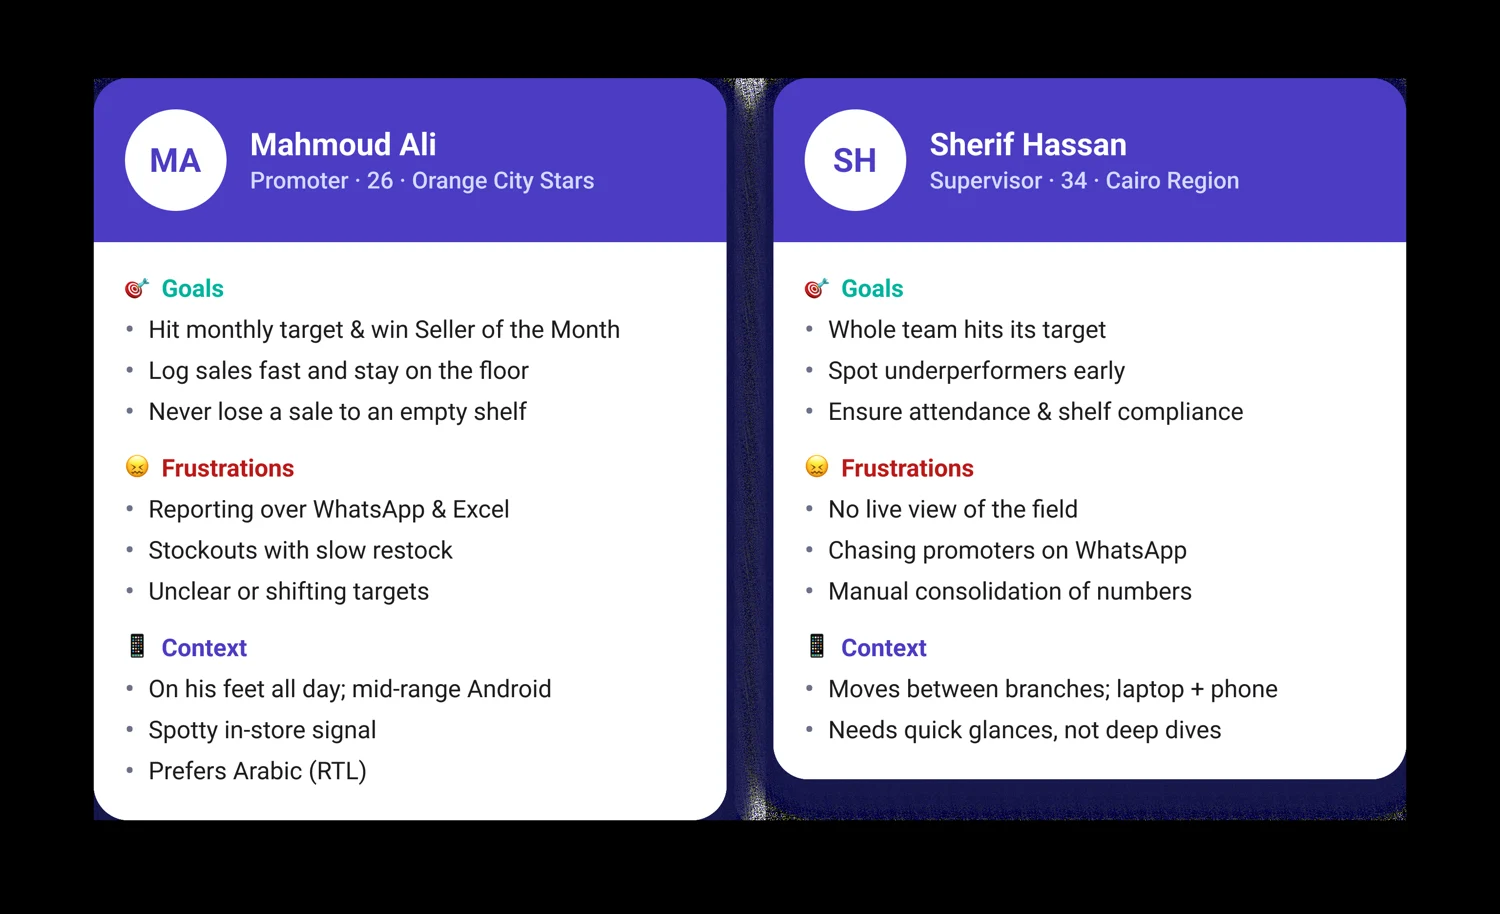 MA
Mahmoud Ali
Promoter · 26 · Orange City Stars
🎯 Goals
• Hit monthly target & win Seller of the Month
• Log sales fast and stay on the floor
• Never lose a sale to an empty shelf
😖 Frustrations
• Reporting over WhatsApp & Excel
• Stockouts with slow restock
• Unclear or shifting targets
📱 Context
• On his feet all day; mid-range Android
• Spotty in-store signal
• Prefers Arabic (RTL)
SH
Sherif Hassan
Supervisor · 34 · Cairo Region
🎯 Goals
• Whole team hits its target
• Spot underperformers early
• Ensure attendance & shelf compliance
😖 Frustrations
• No live view of the field
• Chasing promoters on WhatsApp
• Manual consolidation of numbers
📱 Context
• Moves between branches; laptop + phone
• Needs quick glances, not deep dives